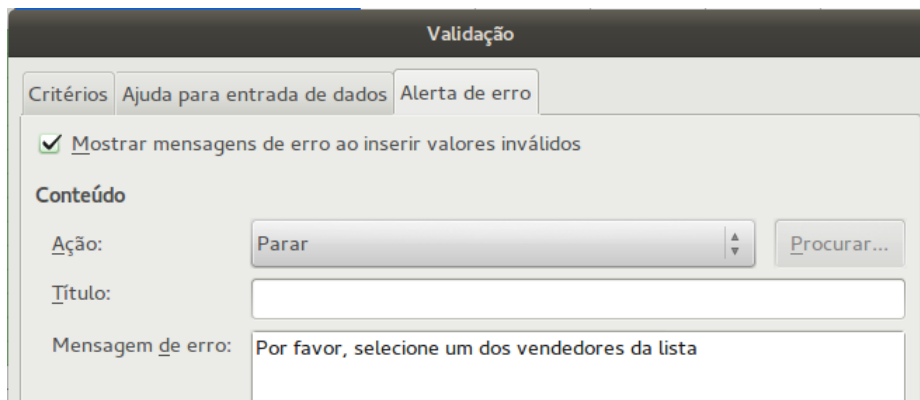 Validação
Critérios Ajuda para entrada de dados Alerta de erro
Mostrar mensagens de erro ao inserir valores inválidos
Conteúdo
Ação: Parar Procurar...
Título:
Mensagem de erro: Por favor, selecione um dos vendedores da lista